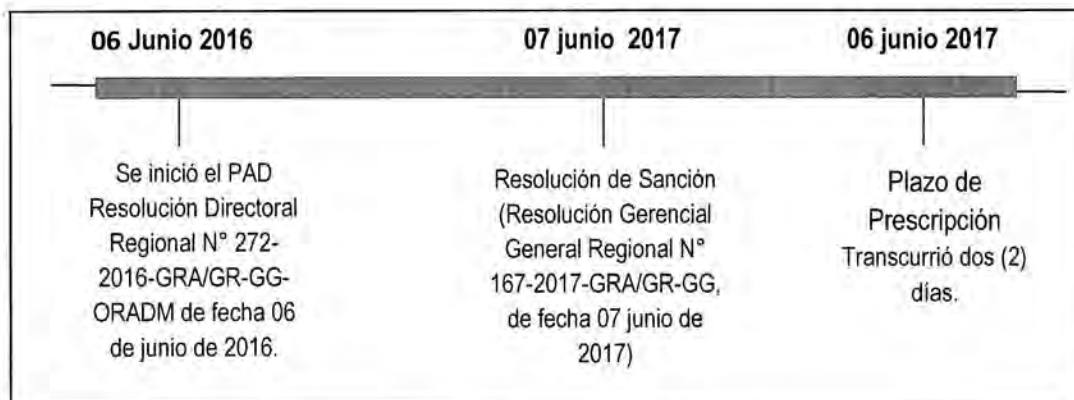 06 Junio 2016
Se inició el PAD
Resolución Directoral
Regional N° 272-
2016-GRA/GR-GG-
ORADM de fecha 06
de junio de 2016.
07 junio 2017
Resolución de Sanción
(Resolución Gerencial
General Regional N°
167-2017-GRA/GR-GG,
de fecha 07 junio de
2017)
06 junio 2017
Plazo de
Prescripción
Transcurrió dos (2)
días.